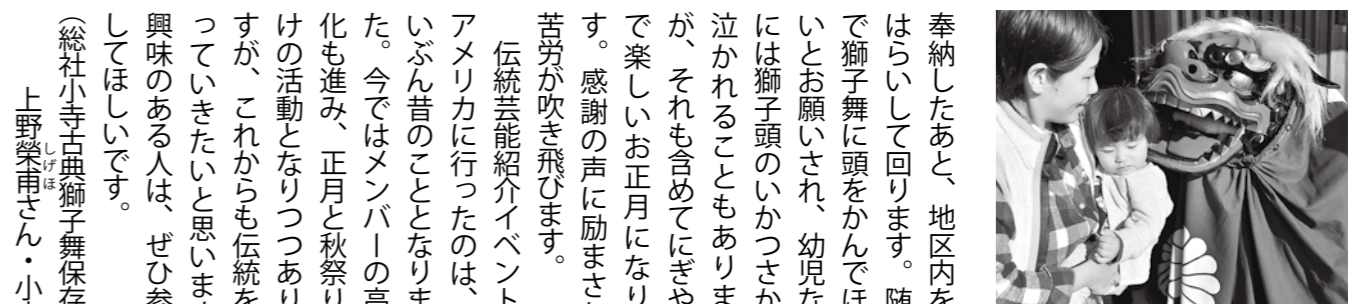 奉納したあと、地区内を
はらいして回ります。随
で獅子舞に頭をかんでほ
いとお願いされ、幼児な
には獅子頭のいかつさか
泣かれることもありま
が、それも含めてにぎや
で楽しいお正月になり
す。感謝の声に励まさ
苦労が吹き飛びます。
伝統芸能紹介イベント
アメリカに行ったのは、
いぶん昔のこととなりま
た。今ではメンバーの高
化も進み、正月と秋祭り
けの活動となりつつあり
すが、これからも伝統を
っていきたいと思いま
興味のある人は、ぜひ参
してほしいです。
（総社小寺古典獅子舞保存
上野榮甫さん・小
しげほ